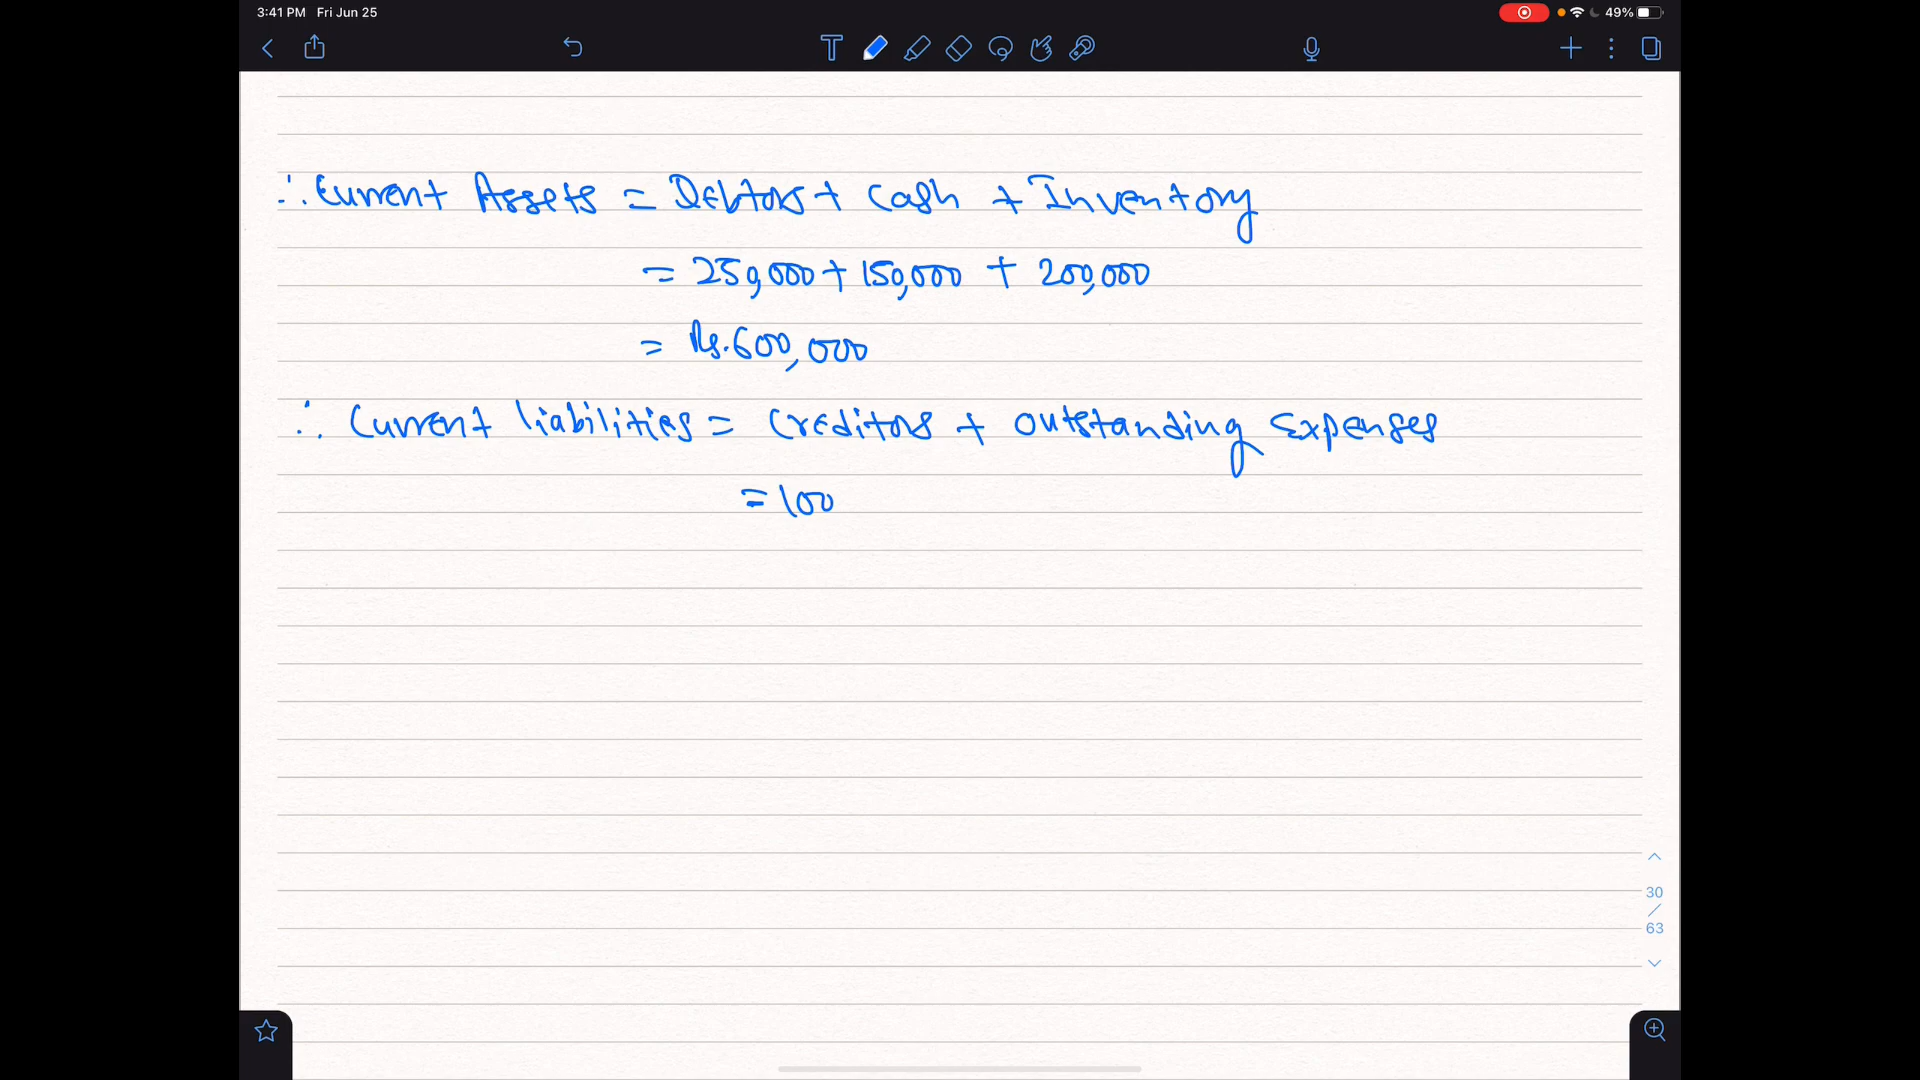 3:41 PM Fri Jun 25
49%
∴ Current Assets = Debtors + Cash + Inventory
= 250,000 + 150,000 + 200,000
= Rs.600,000
∴ Current liabilities = Creditors + Outstanding Expenses
= 100
30
/
63